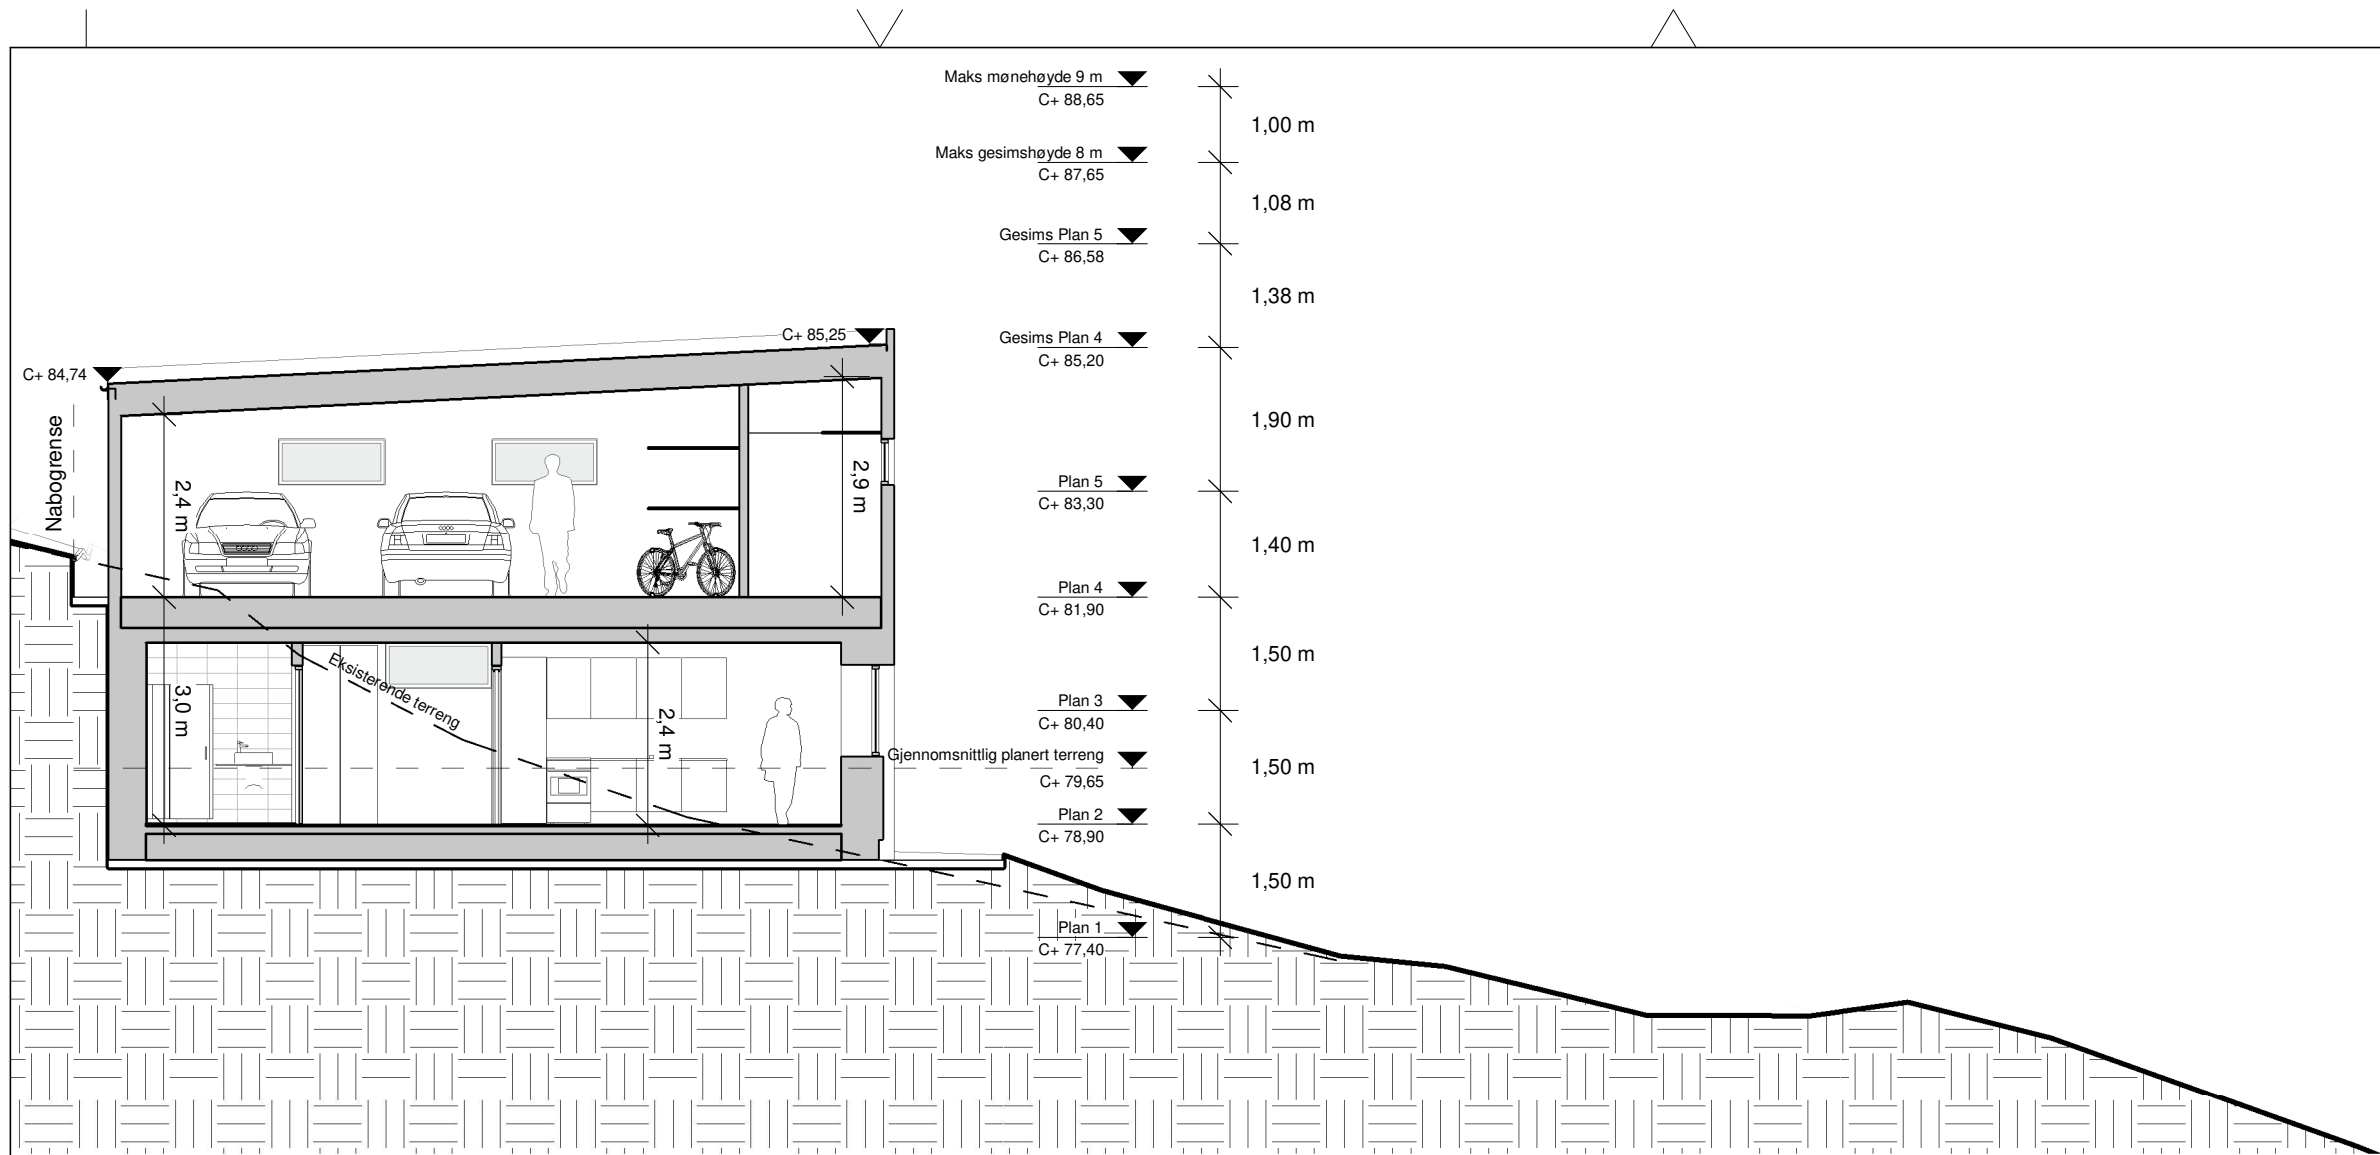 Maks mønehøyde 9 m
C+ 88,65
1,00 m
Maks gesimshøyde 8 m
C+ 87,65
1,08 m
Gesims Plan 5
C+ 86,58
1,38 m
C+ 85,25
Gesims Plan 4
C+ 85,20
C+ 84,74
1,90 m
Nabogrense
2,4 m
2,9 m
Plan 5
C+ 83,30
1,40 m
Plan 4
C+ 81,90
1,50 m
Eksisterende terreng
3,0 m
2,4 m
Plan 3
C+ 80,40
Gjennomsnittlig planert terreng
C+ 79,65
1,50 m
Plan 2
C+ 78,90
1,50 m
Plan 1
C+ 77,40